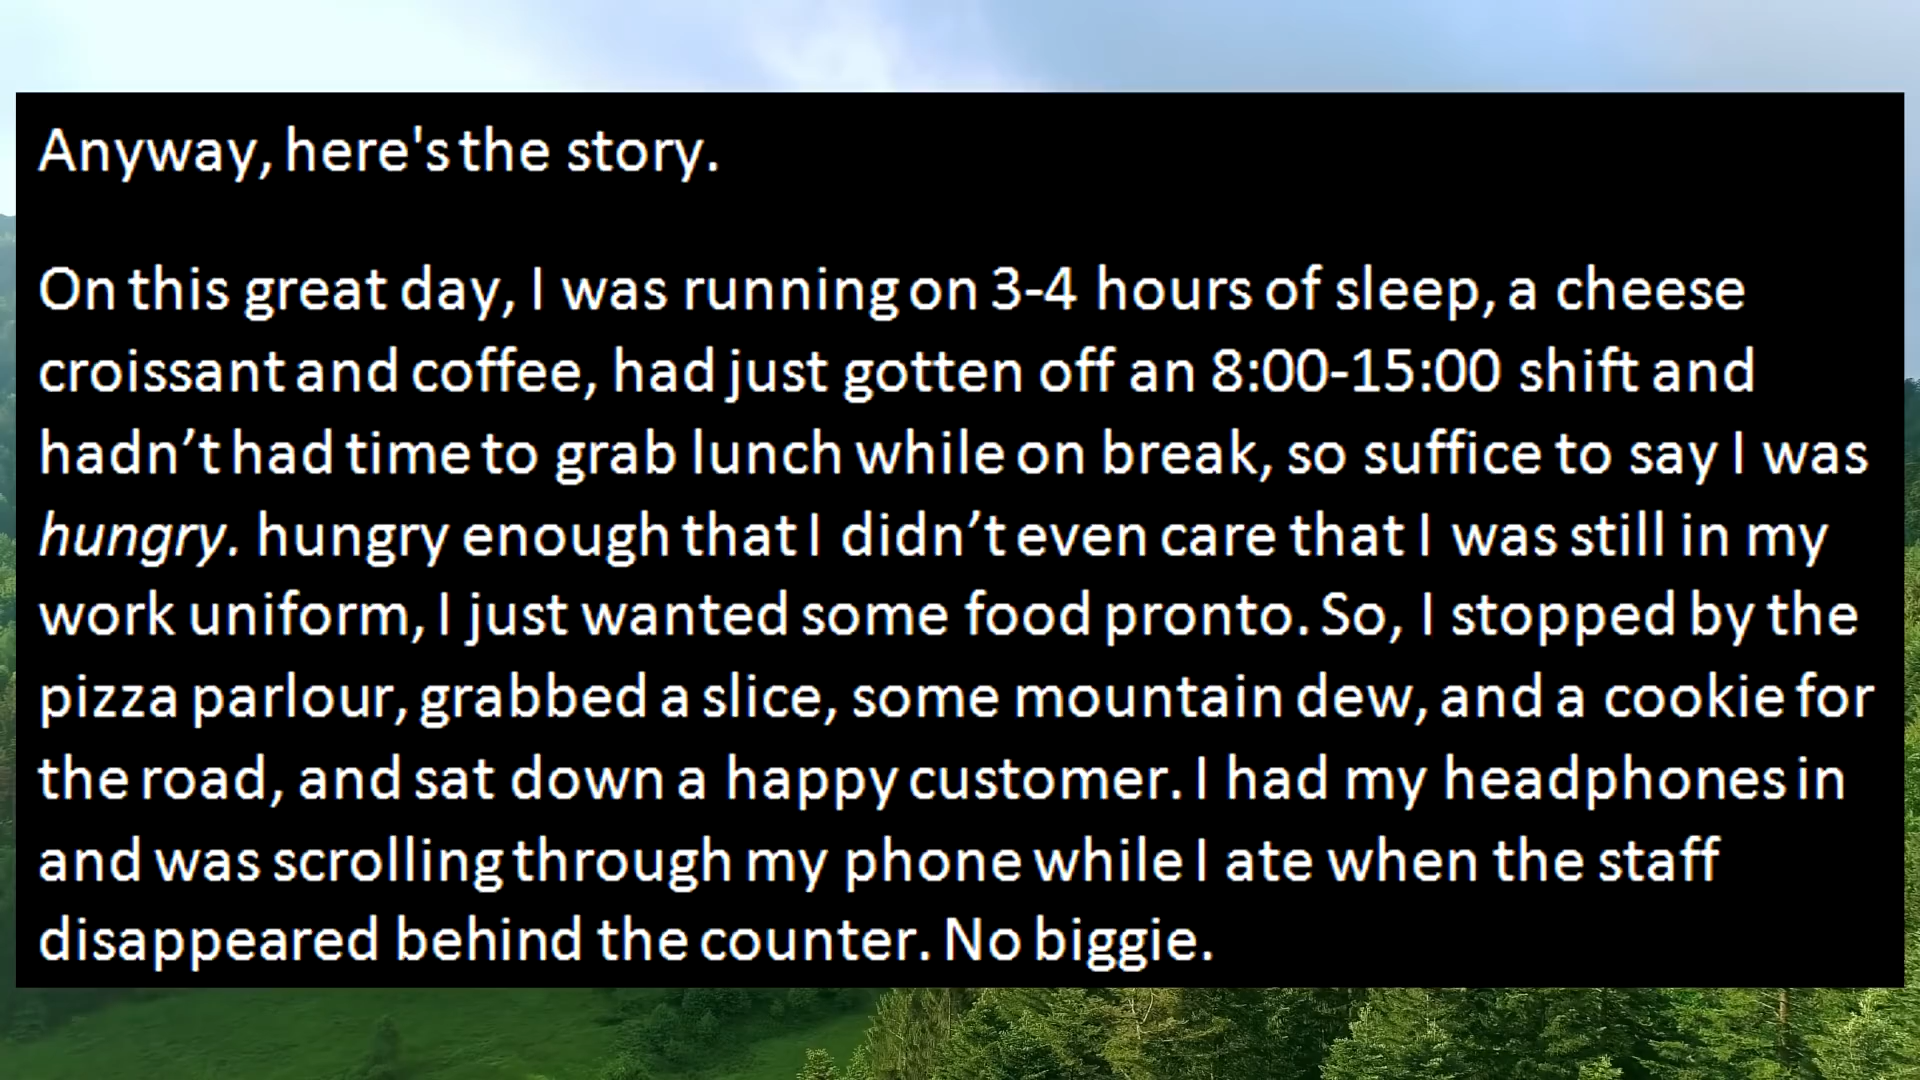 Anyway, here's the story.
On this great day, I was running on 3-4 hours of sleep, a cheese
croissant and coffee, had just gotten off an 8:00-15:00 shift and
hadn’t had time to grab lunch while on break, so suffice to say I was
hungry. hungry enough that I didn’t even care that I was still in my
work uniform, I just wanted some food pronto. So, I stopped by the
pizza parlour, grabbed a slice, some mountain dew, and a cookie for
the road, and sat down a happy customer. I had my headphones in
and was scrolling through my phone while I ate when the staff
disappeared behind the counter. No biggie.